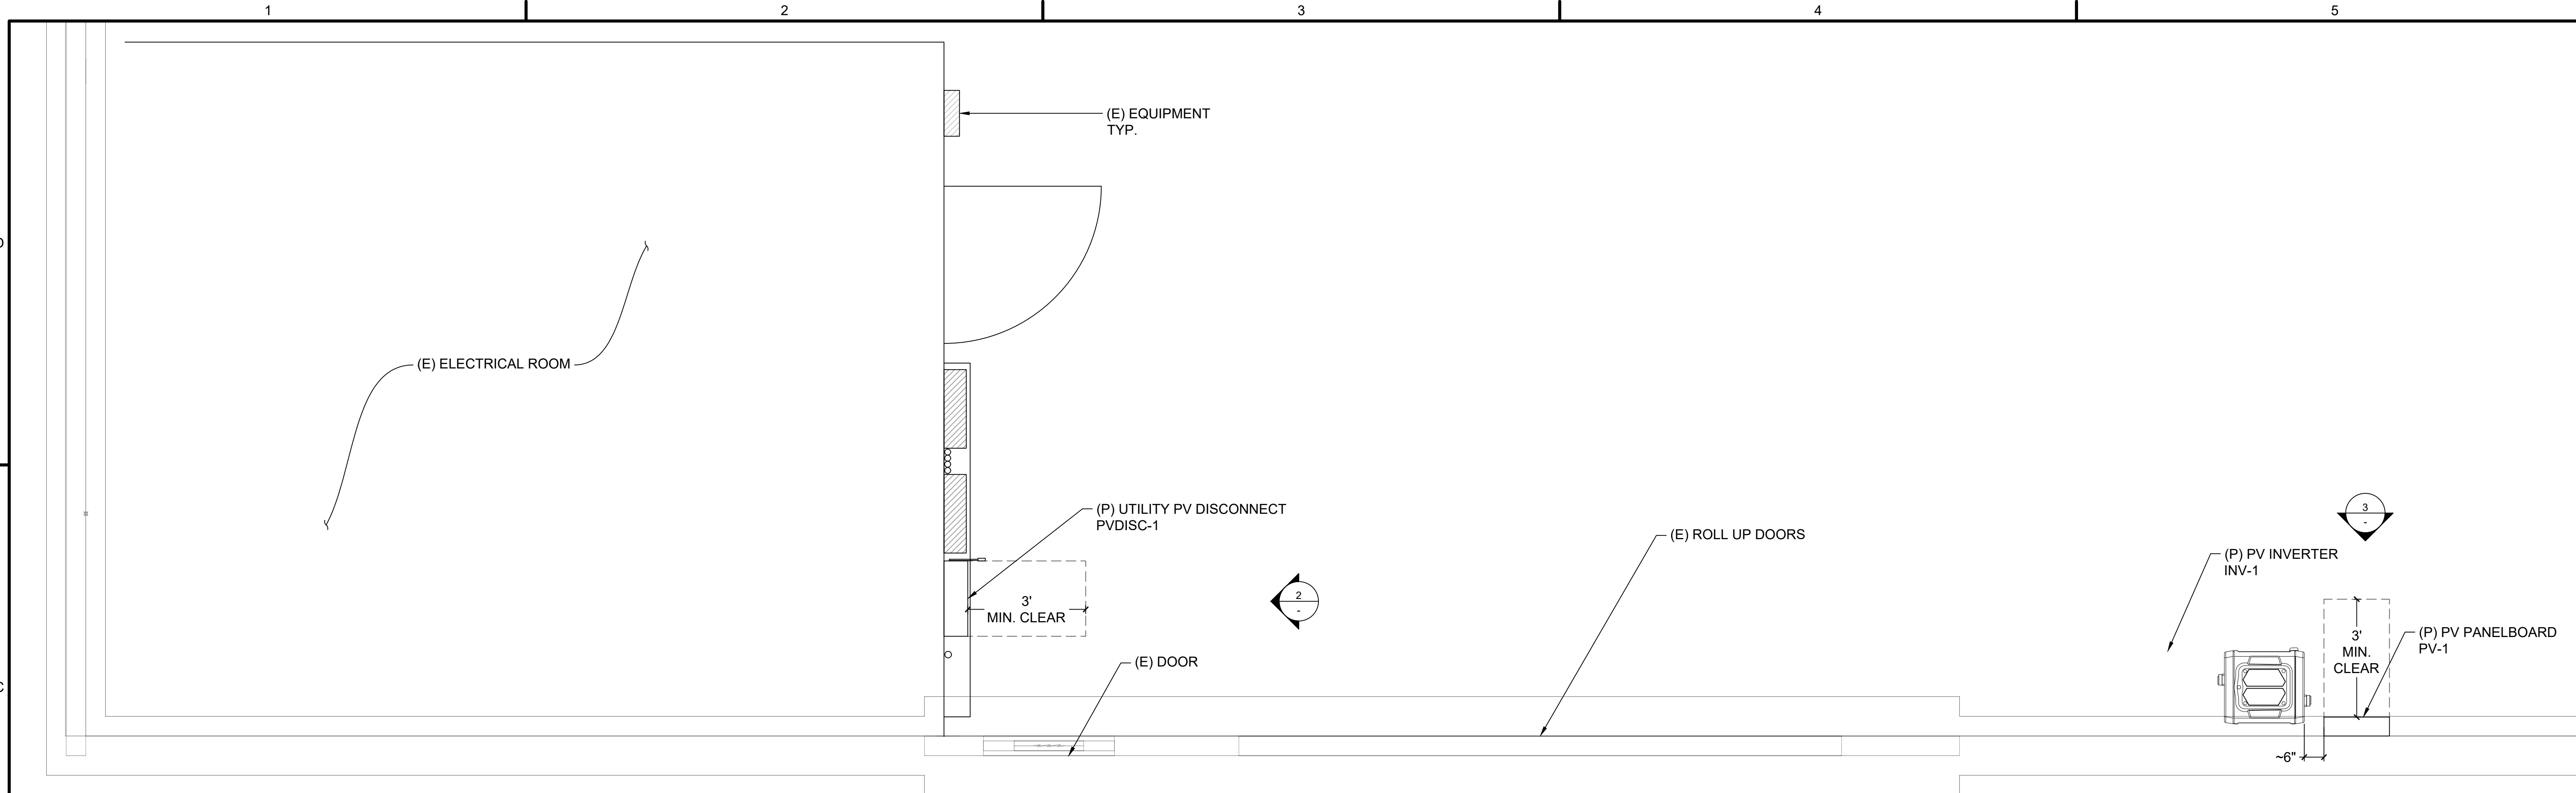 1
2
3
4
5
D
C
(E) EQUIPMENT
TYP.
(E) ELECTRICAL ROOM
(P) UTILITY PV DISCONNECT
PVDISC-1
(E) ROLL UP DOORS
3
-
(P) PV INVERTER
INV-1
2
-
3'
MIN. CLEAR
3'
MIN.
CLEAR
(P) PV PANELBOARD
PV-1
(E) DOOR
~6"